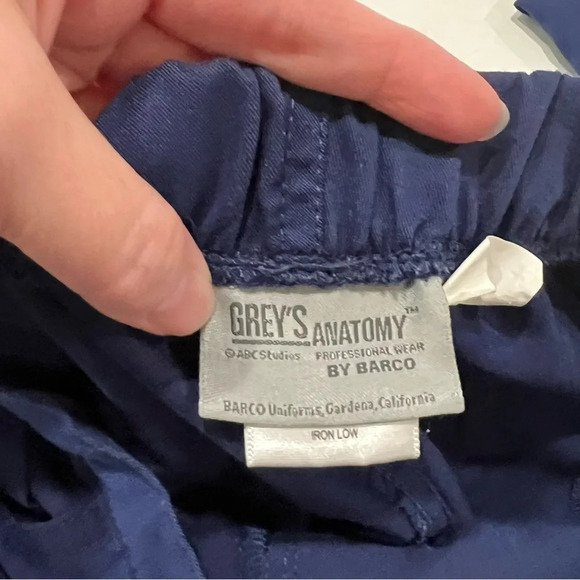 GREY'S ANATOMY™
© ABC Studios PROFESSIONAL WEAR
BY BARCO
BARCO Uniforms, Gardena, California
IRON LOW